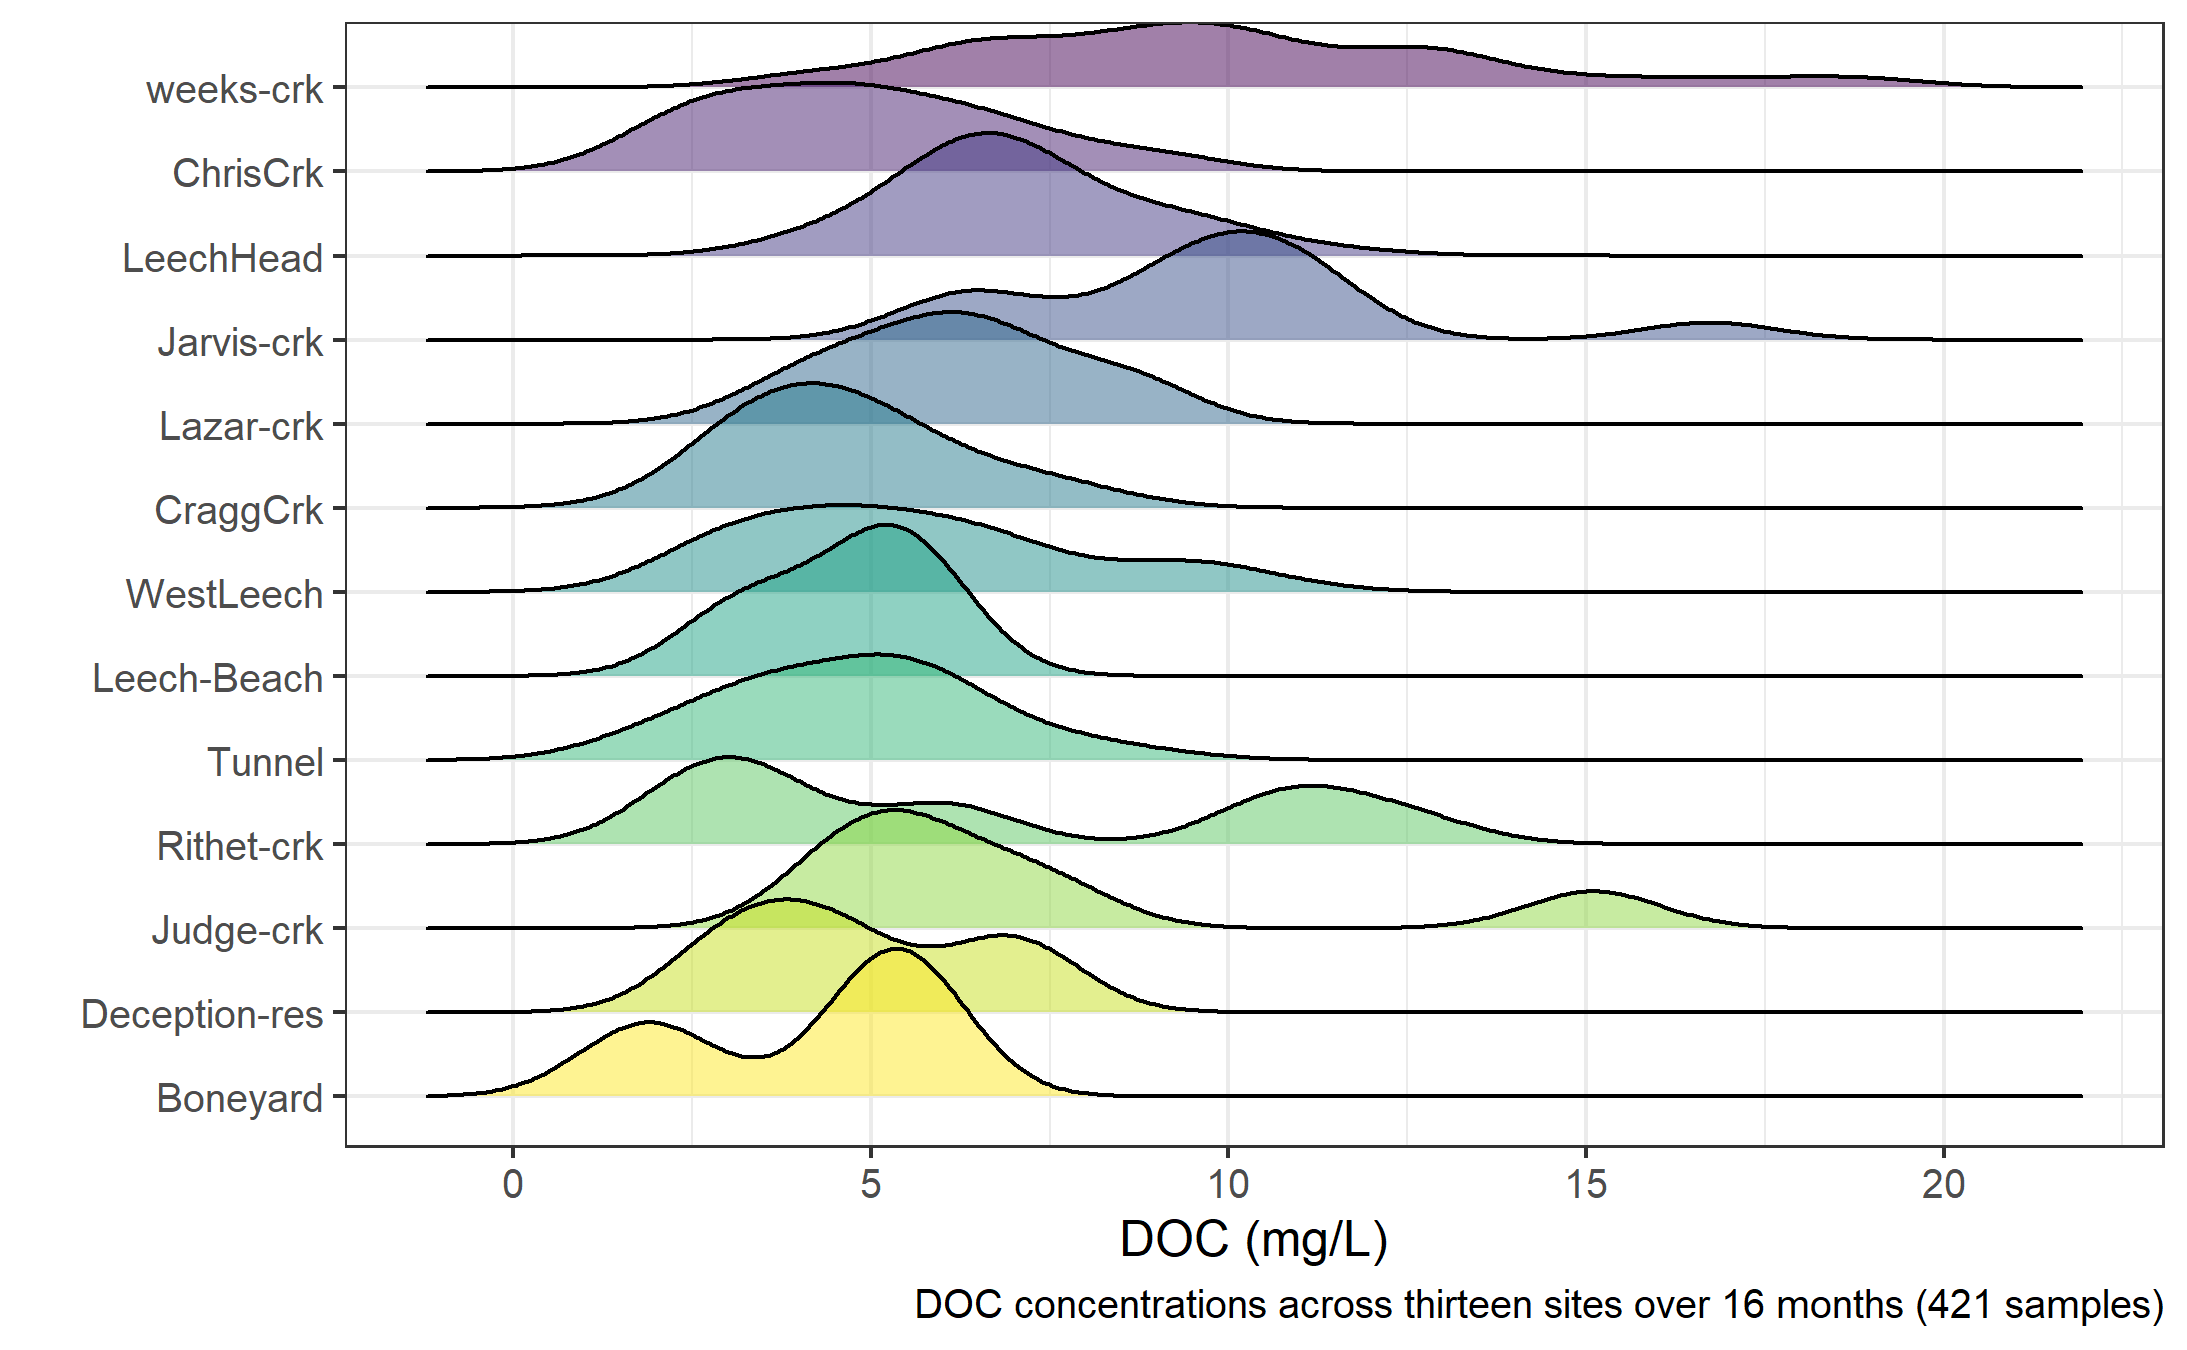 weeks-crk
ChrisCrk
LeechHead
Jarvis-crk
Lazar-crk
CraggCrk
WestLeech
Leech-Beach
Tunnel
Rithet-crk
Judge-crk
Deception-res
Boneyard
0 5 10 15 20
DOC (mg/L)
DOC concentrations across thirteen sites over 16 months (421 samples)